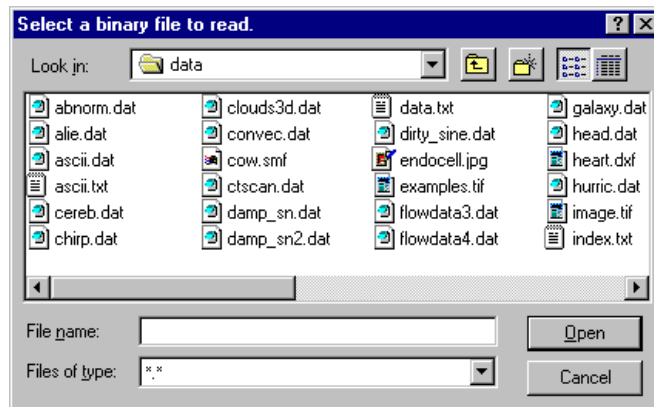 Select a binary file to read.
Look in: data
abnorm.dat clouds3d.dat data.txt galaxy.dat
alie.dat convec.dat dirty_sine.dat head.dat
ascii.dat cow.smf endocell.jpg heart.dxf
ascii.txt ctscan.dat examples.tif hurric.dat
cereb.dat damp_sn.dat flowdata3.dat image.tif
chirp.dat damp_sn2.dat flowdata4.dat index.txt
File name: Open
Files of type: *.* Cancel